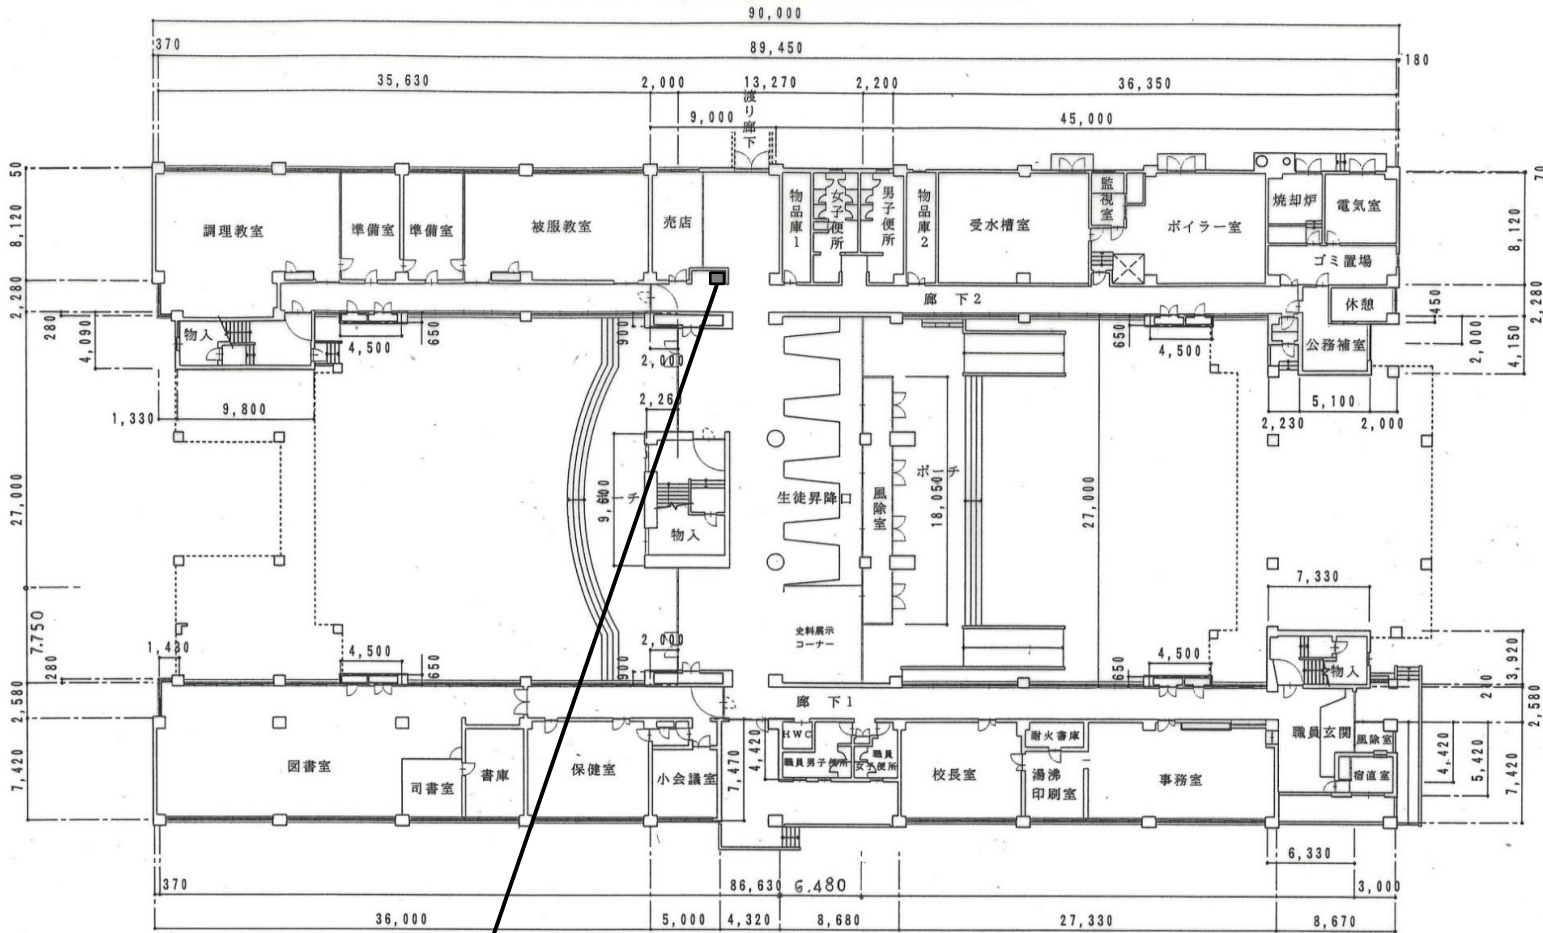 90,000
370
89,450
180
35,630
2,000
13,270
2,200
36,350
渡り廊下
9,000
45,000
50
8,120
2,280
280
4,090
27,000
7.750
280
2,580
7,420
調理教室
準備室
準備室
被服教室
売店
物品庫1
女子便所
男子便所
物品庫2
受水槽室
監視室
ボイラー室
焼却炉
電気室
ゴミ置場
休憩
公務補室
70
8,120
2,280
450
2,000
4,150
廊下2
物入
4,500
650
900
2,000
650
4,500
1,330
9,800
2,260
5,100
2,230
2,000
9,600
ーチ
物入
生徒昇降口
風除室
ポーチ
18,050
27,000
7,330
史料展示
コーナー
1,430
4,500
650
2,000
900
4,500
650
物入
3,920
2,580
廊下1
図書室
司書室
書庫
保健室
小会議室
7,470
4,420
HWC
職員男子便所
職員
女子便所
校長室
耐火書庫
湯沸
印刷室
事務室
職員玄関
風除室
宿直室
4,420
5,420
7,420
6,330
370
86,630
6.480
3,000
36,000
5,000
4,320
8,680
27,330
8,670